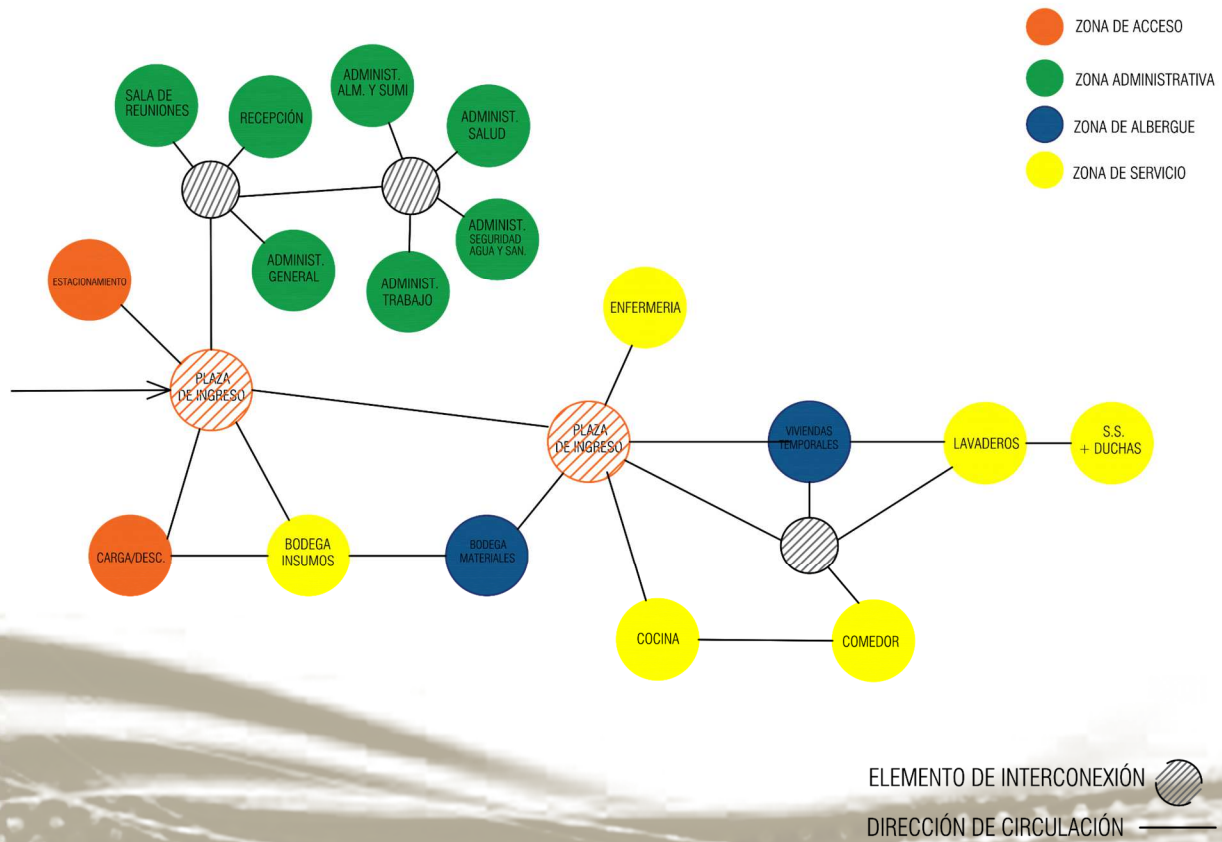 ZONA DE ACCESO
ZONA ADMINISTRATIVA
ZONA DE ALBERGUE
ZONA DE SERVICIO
SALA DE
REUNIONES
RECEPCIÓN
ADMINIST.
ALM. Y SUMI
ADMINIST.
SALUD
ADMINIST.
GENERAL
ADMINIST.
TRABAJO
ADMINIST.
SEGURIDAD
AGUA Y SAN.
ESTACIONAMIENTO
PLAZA
DE INGRESO
ENFERMERIA
PLAZA
DE INGRESO
VIVIENDAS
TEMPORALES
LAVADEROS
S.S.
+ DUCHAS
CARGA/DESC.
BODEGA
INSUMOS
BODEGA
MATERIALES
COCINA
COMEDOR
ELEMENTO DE INTERCONEXIÓN
DIRECCIÓN DE CIRCULACIÓN